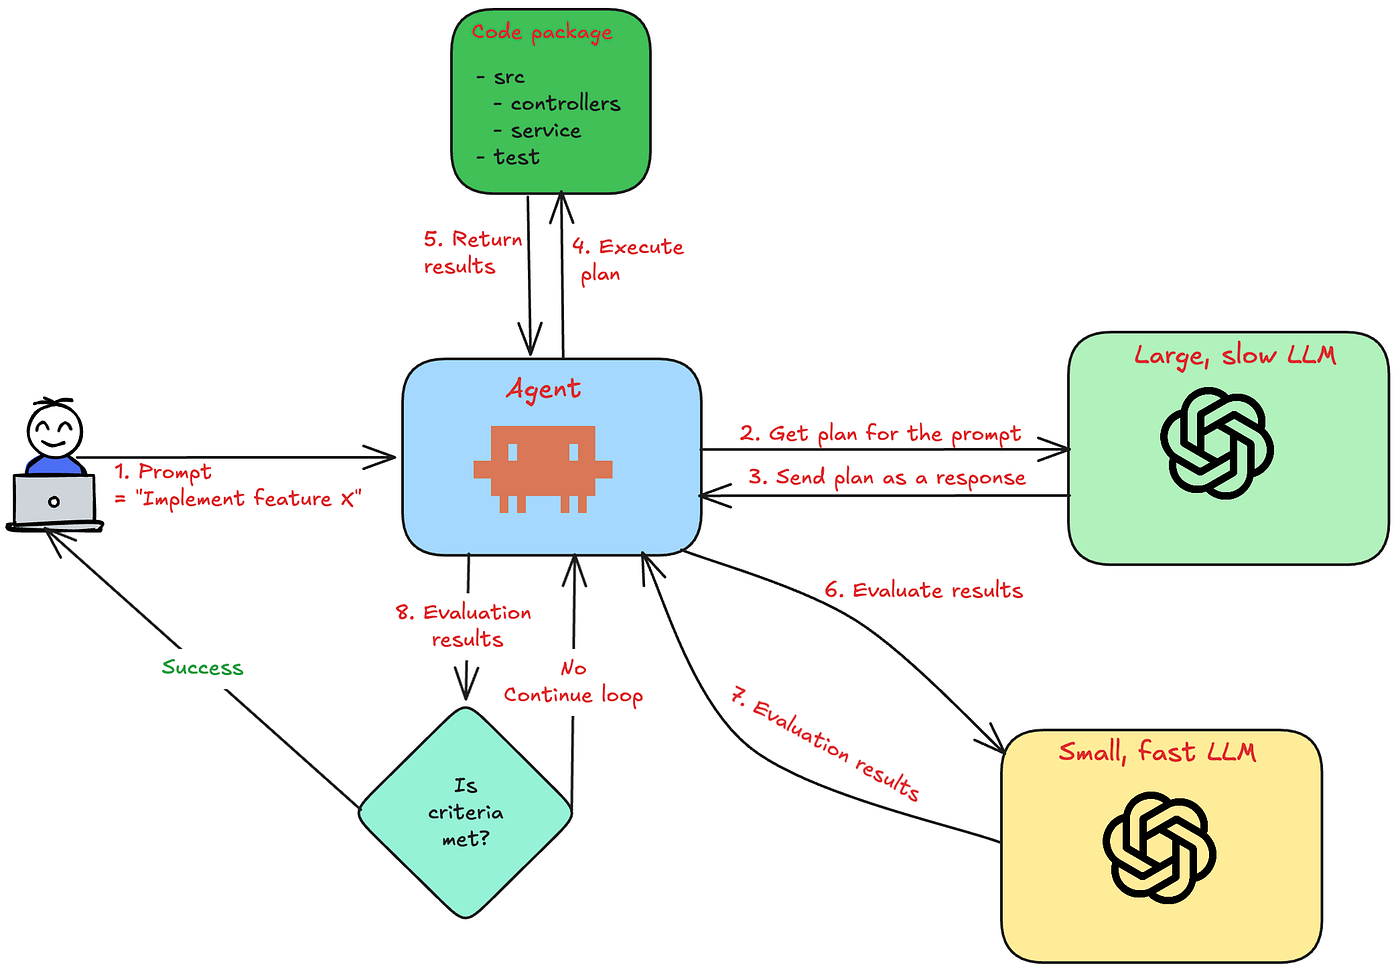 Code package
- src
- controllers
- service
- test
5. Return
results
4. Execute
plan
Agent
Large, slow LLM
1. Prompt
= "Implement feature X"
2. Get plan for the prompt
3. Send plan as a response
6. Evaluate results
7. Evaluation results
8. Evaluation
results
No
Continue loop
Success
Is
criteria
met?
Small, fast LLM